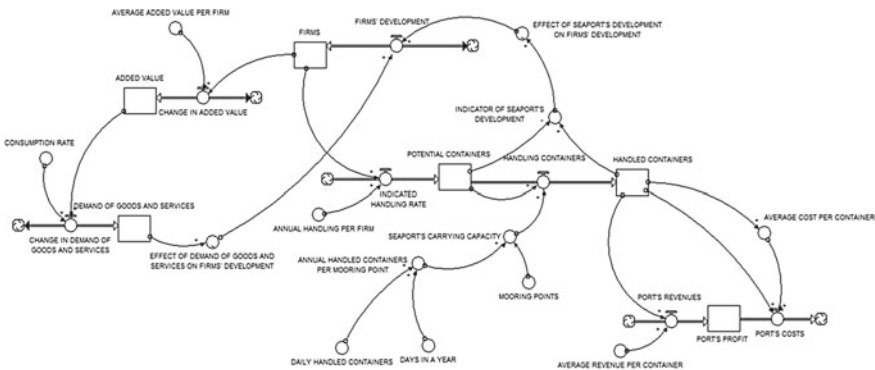 AVERAGE ADDED VALUE PER FIRM
FIRMS
FIRMS' DEVELOPMENT
EFFECT OF SEAPORT'S DEVELOPMENT
ON FIRMS' DEVELOPMENT
ADDED VALUE
CHANGE IN ADDED VALUE
INDICATOR OF SEAPORT'S
DEVELOPMENT
CONSUMPTION RATE
POTENTIAL CONTAINERS
HANDLING CONTAINERS
HANDLED CONTAINERS
INDICATED
HANDLING RATE
DEMAND OF GOODS AND SERVICES
CHANGE IN DEMAND OF
GOODS AND SERVICES
EFFECT OF DEMAND OF GOODS AND
SERVICES ON FIRMS' DEVELOPMENT
ANNUAL HANDLING PER FIRM
SEAPORT'S CARRYING CAPACITY
AVERAGE COST PER CONTAINER
ANNUAL HANDLED CONTAINERS
PER MOORING POINT
MOORING POINTS
PORT'S REVENUES
PORT'S PROFIT
PORT'S COSTS
DAILY HANDLED CONTAINERS
DAYS IN A YEAR
AVERAGE REVENUE PER CONTAINER